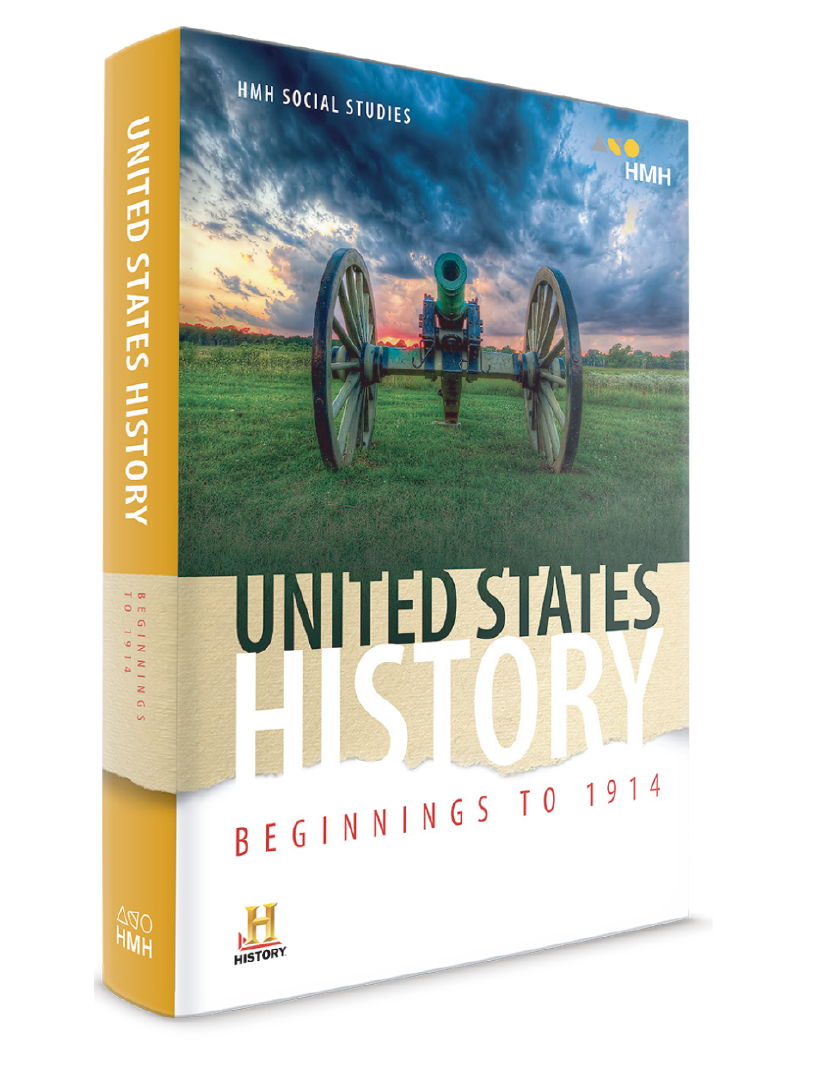 HMH SOCIAL STUDIES
HMH
UNITED STATES
HISTORY
BEGINNINGS TO 1914
HISTORY
UNITED STATES HISTORY
BEGINNINGS
TO 1914
HMH